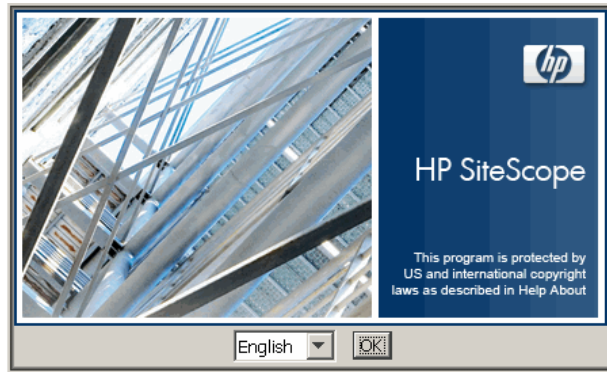 hp
HP SiteScope
This program is protected by
US and international copyright
laws as described in Help About
English
OK